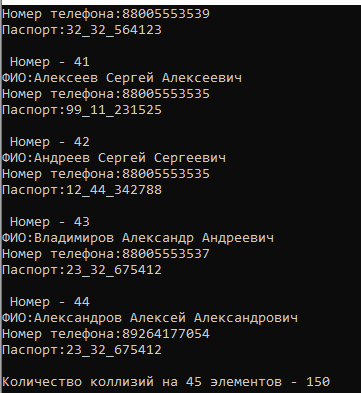 Номер телефона:88005553539
Паспорт:32_32_564123
Номер - 41
ФИО:Алексеев Сергей Алексеевич
Номер телефона:88005553535
Паспорт:99_11_231525
Номер - 42
ФИО:Андреев Сергей Сергеевич
Номер телефона:88005553535
Паспорт:12_44_342788
Номер - 43
ФИО:Владимиров Александр Андреевич
Номер телефона:88005553537
Паспорт:23_32_675412
Номер - 44
ФИО:Александров Алексей Александрович
Номер телефона:89264177054
Паспорт:23_32_675412
Количество коллизий на 45 элементов - 150